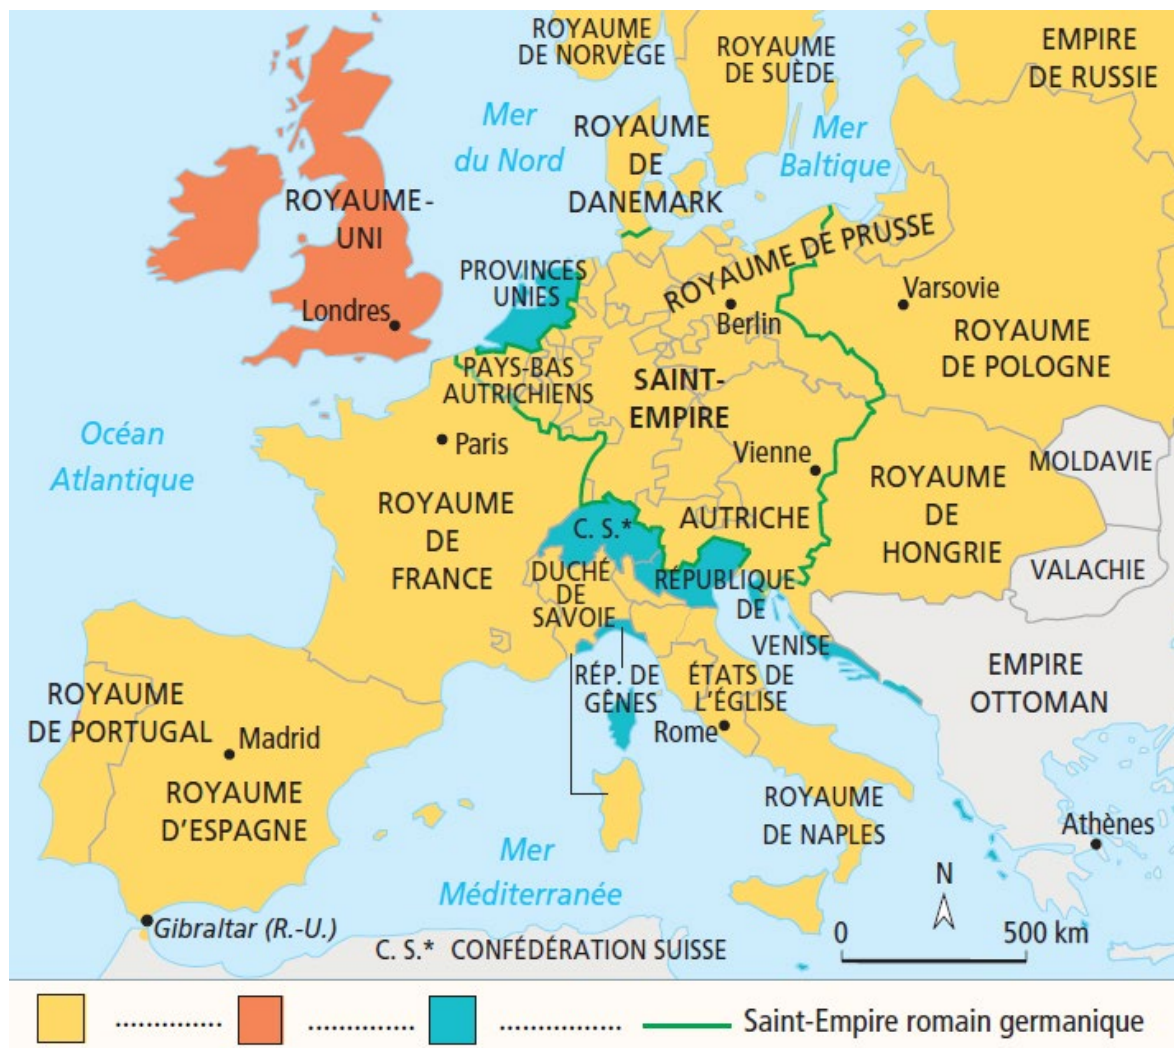 ROYAUME
DE NORVÈGE
ROYAUME
DE SUÈDE
EMPIRE
DE RUSSIE
Mer
du Nord
ROYAUME
DE
DANEMARK
Mer
Baltique
ROYAUME-
UNI
Londres
PROVINCES
UNIES
ROYAUME DE PRUSSE
Berlin
Varsovie
ROYAUME
DE POLOGNE
PAYS-BAS
AUTRICHIENS
SAINT-
EMPIRE
Océan
Atlantique
Paris
Vienne
MOLDAVIE
ROYAUME
DE
FRANCE
C. S.*
AUTRICHE
ROYAUME
DE
HONGRIE
VALACHIE
DUCHÉ
DE
SAVOIE
RÉPUBLIQUE
DE
VENISE
RÉP. DE
GÊNES
ÉTATS DE
L'ÉGLISE
Rome
EMPIRE
OTTOMAN
ROYAUME
DE PORTUGAL
Madrid
ROYAUME
D'ESPAGNE
ROYAUME
DE NAPLES
Athènes
Mer
Méditerranée
Gibraltar (R.-U.)
C. S.* CONFÉDÉRATION SUISSE
N
0 500 km
.............. .............. ................ Saint-Empire romain germanique